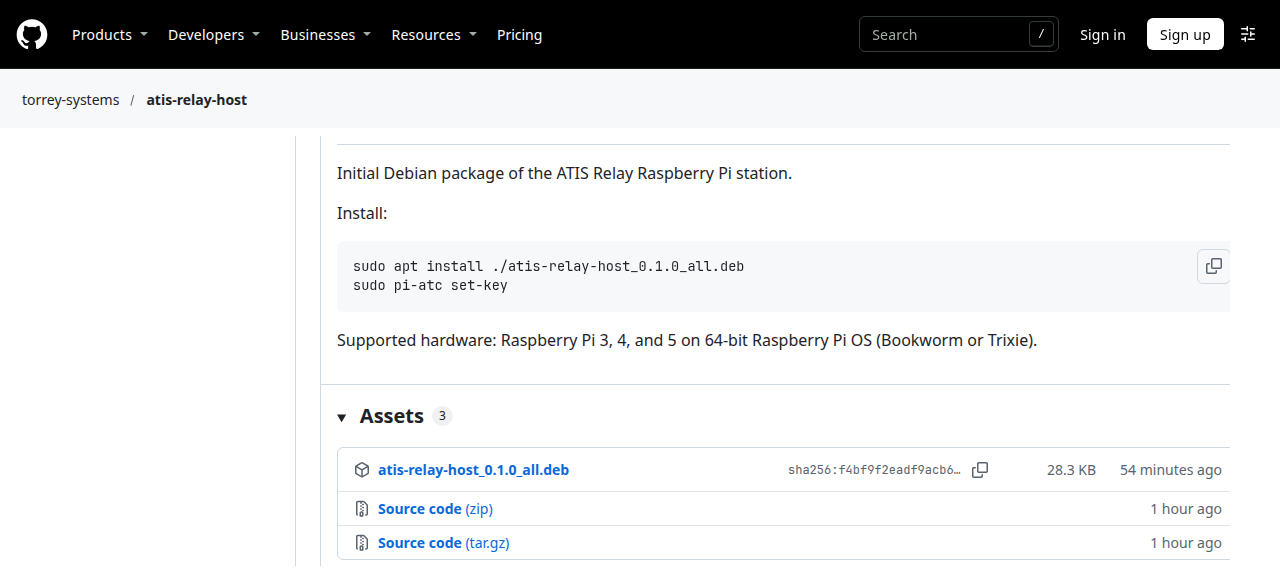 Products Developers Businesses Resources Pricing Search / Sign in Sign up
torrey-systems / atis-relay-host
Initial Debian package of the ATIS Relay Raspberry Pi station.
Install:
sudo apt install ./atis-relay-host_0.1.0_all.deb
sudo pi-atc set-key
Supported hardware: Raspberry Pi 3, 4, and 5 on 64-bit Raspberry Pi OS (Bookworm or Trixie).
Assets 3
atis-relay-host_0.1.0_all.deb sha256:f4bf9f2eadf9acb6… 28.3 KB 54 minutes ago
Source code (zip) 1 hour ago
Source code (tar.gz) 1 hour ago